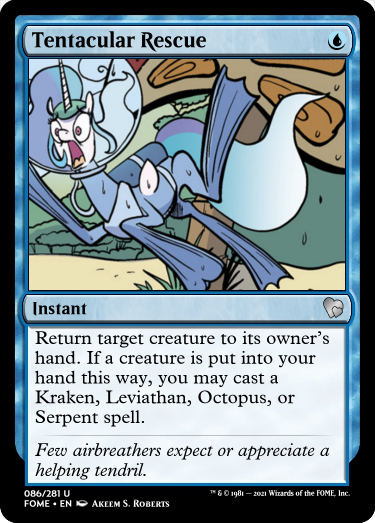 Tentacular Rescue
Instant
Return target creature to its owner's
hand. If a creature is put into your
hand this way, you may cast a
Kraken, Leviathan, Octopus, or
Serpent spell.
Few airbreathers expect or appreciate a
helping tendril.
086/281 U
FOME • EN Akeem S. Roberts
™ & © 1981 — 2021 Wizards of the FOME, Inc.